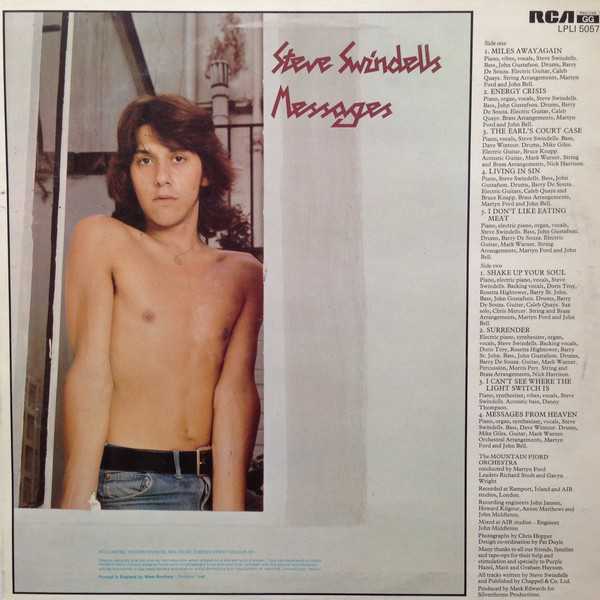 Steve Swindells
Messages
RCA
GG
LPLI 5057
Side one
1. MILES AWAY AGAIN
Piano, vibes, vocals, Steve Swindells.
Bass, John Gustafson. Drums, Barry
De Souza. Electric Guitar, Caleb
Quaye. String Arrangements, Martyn
Ford and John Bell.
2. ENERGY CRISIS
Piano, organ, vocals, Steve Swindells.
Bass, John Gustafson. Drums, Barry
De Souza. Electric Guitar, Caleb
Quaye. Brass Arrangements, Martyn
Ford and John Bell.
3. THE EARL'S COURT CASE
Piano, vocals, Steve Swindells. Bass,
Dave Wintour. Drums, Mike Giles.
Electric Guitar, Bruce Knapp.
Acoustic Guitar, Mark Warner. String
and Brass Arrangements, Nick Harrison.
4. LIVING IN SIN
Piano, Steve Swindells. Bass, John
Gustafson. Drums, Barry De Souza.
Electric Guitars, Caleb Quaye and
Bruce Knapp. Brass Arrangements,
Martyn Ford and John Bell.
5. I DON'T LIKE EATING
MEAT
Piano, electric piano, organ, vocals,
Steve Swindells. Bass, John Gustafson.
Drums, Barry De Souza. Electric
Guitar, Mark Warner. String
Arrangements, Martyn Ford and John
Bell.
Side two
1. SHAKE UP YOUR SOUL
Piano, electric piano, vocals, Steve
Swindells. Backing vocals, Doris Troy,
Rosetta Hightower, Barry St. John.
Bass, John Gustafson. Drums, Barry
De Souza. Guitar, Caleb Quaye. Sax
solo, Chris Mercer. String and Brass
Arrangements, Martyn Ford and John
Bell.
2. SURRENDER
Electric piano, synthesizer, organ,
vocals, Steve Swindells. Backing vocals,
Doris Troy, Rosetta Hightower, Barry
St. John. Bass, John Gustafson. Drums,
Barry De Souza. Guitar, Mark Warner.
Percussion, Morris Pert. String and
Brass Arrangements, Nick Harrison.
3. I CAN'T SEE WHERE THE
LIGHT SWITCH IS
Piano, synthesizer, vibes, vocals, Steve
Swindells. Acoustic bass, Danny
Thompson.
4. MESSAGES FROM HEAVEN
Piano, organ, synthesizer, vocals, Steve
Swindells. Bass, Dave Wintour. Drums,
Mike Giles. Guitar, Mark Warner.
Orchestral Arrangements, Martyn
Ford and John Bell.
The MOUNTAIN FJORD
ORCHESTRA
conducted by Martyn Ford
Leaders Richard Studt and Gavyn
Wright
Recorded at Ramport, Island and AIR
studios, London.
Recording engineers John Jansen,
Howard Kilgour, Anton Matthews and
John Middleton.
Mixed at AIR studios - Engineer
John Middleton
Photographs by Chris Hopper
Design co-ordination by Pat Doyle
Many thanks to all our friends, families
and tape-ops for their help and
stimulation and specially to Purple
Hazel, Mark and Graham Haysom.
All tracks written by Steve Swindells
and Published by Chappell & Co. Ltd.
Produced by Mark Edwards for
Silverthorne Productions.
Printed in England by West Brothers